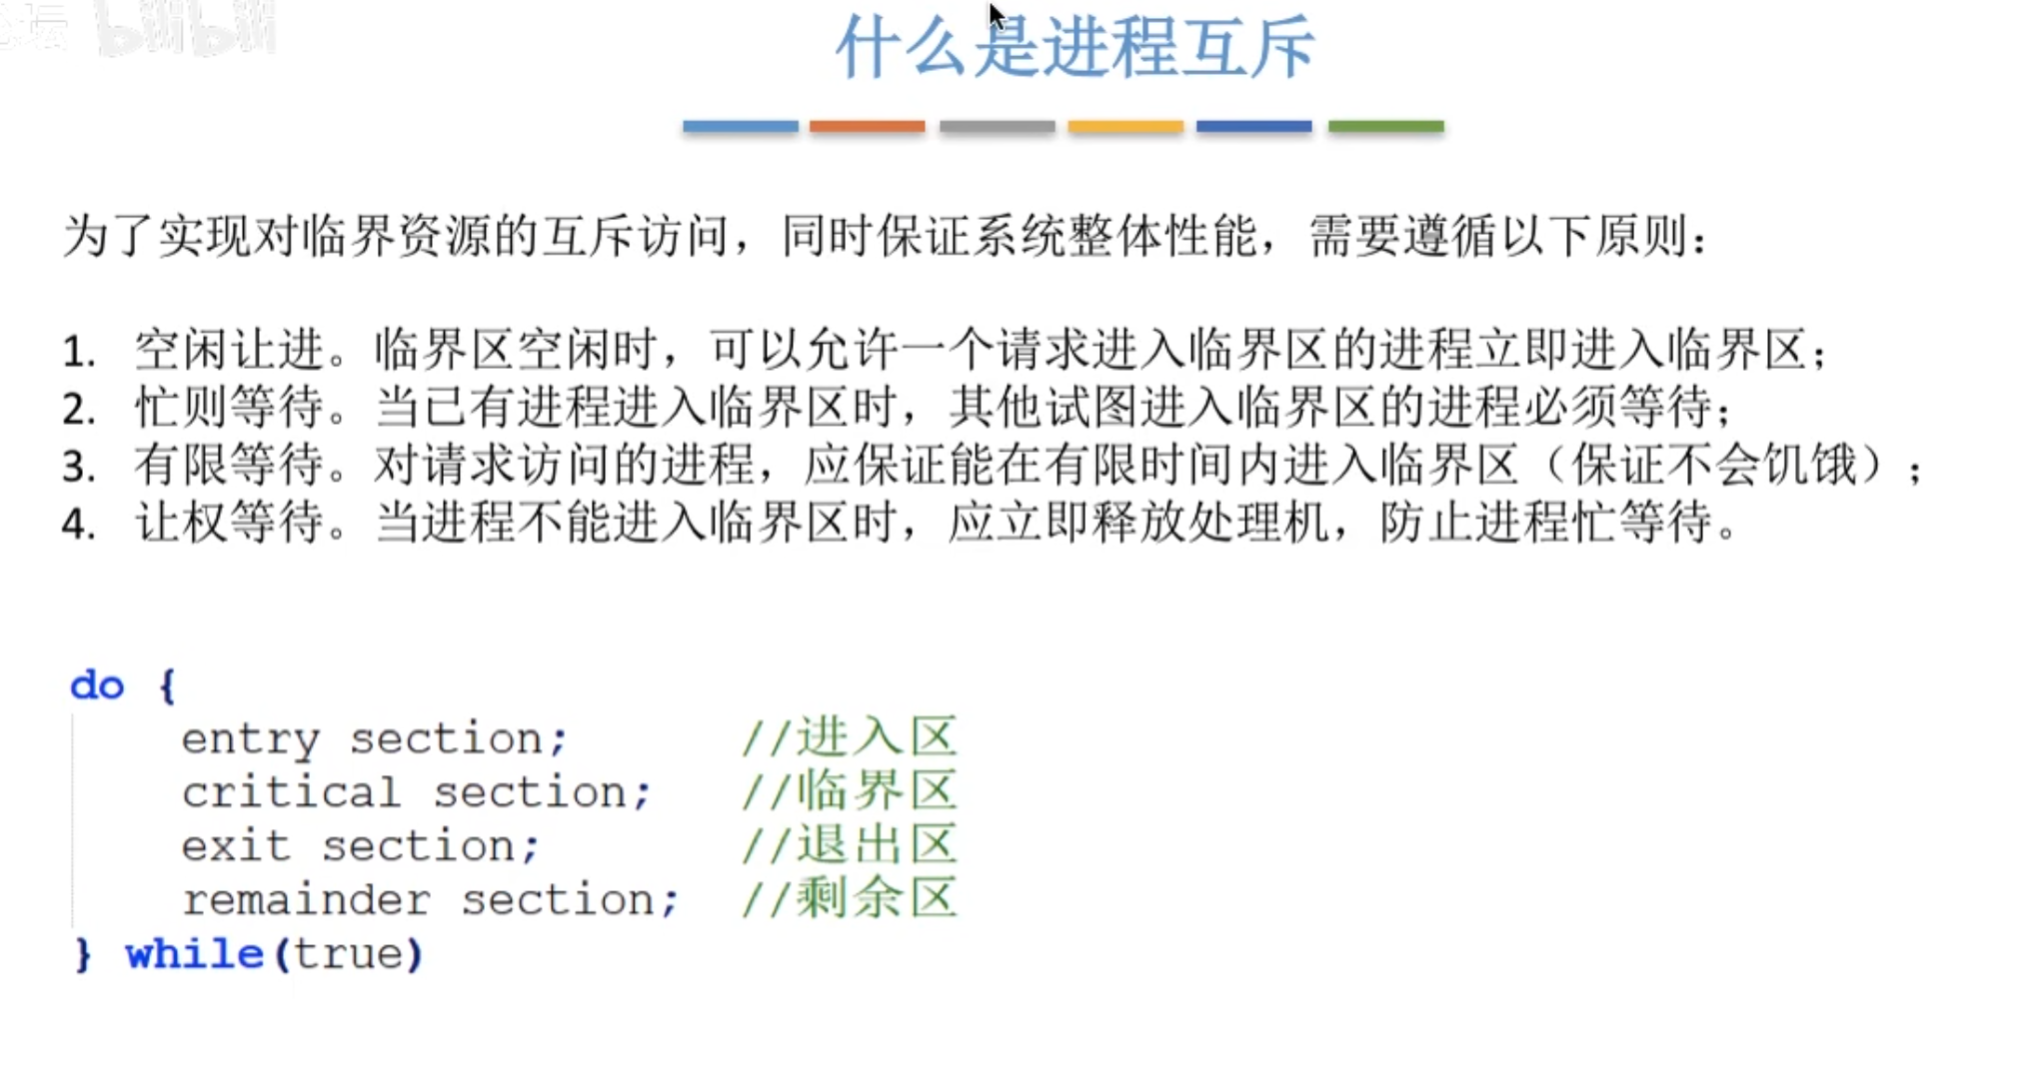 bilibili
什么是进程互斥
为了实现对临界资源的互斥访问，同时保证系统整体性能，需要遵循以下原则：
1. 空闲让进。临界区空闲时，可以允许一个请求进入临界区的进程立即进入临界区；
2. 忙则等待。当已有进程进入临界区时，其他试图进入临界区的进程必须等待；
3. 有限等待。对请求访问的进程，应保证能在有限时间内进入临界区（保证不会饥饿）；
4. 让权等待。当进程不能进入临界区时，应立即释放处理机，防止进程忙等待。
do {
entry section; //进入区
critical section; //临界区
exit section; //退出区
remainder section; //剩余区
} while(true)